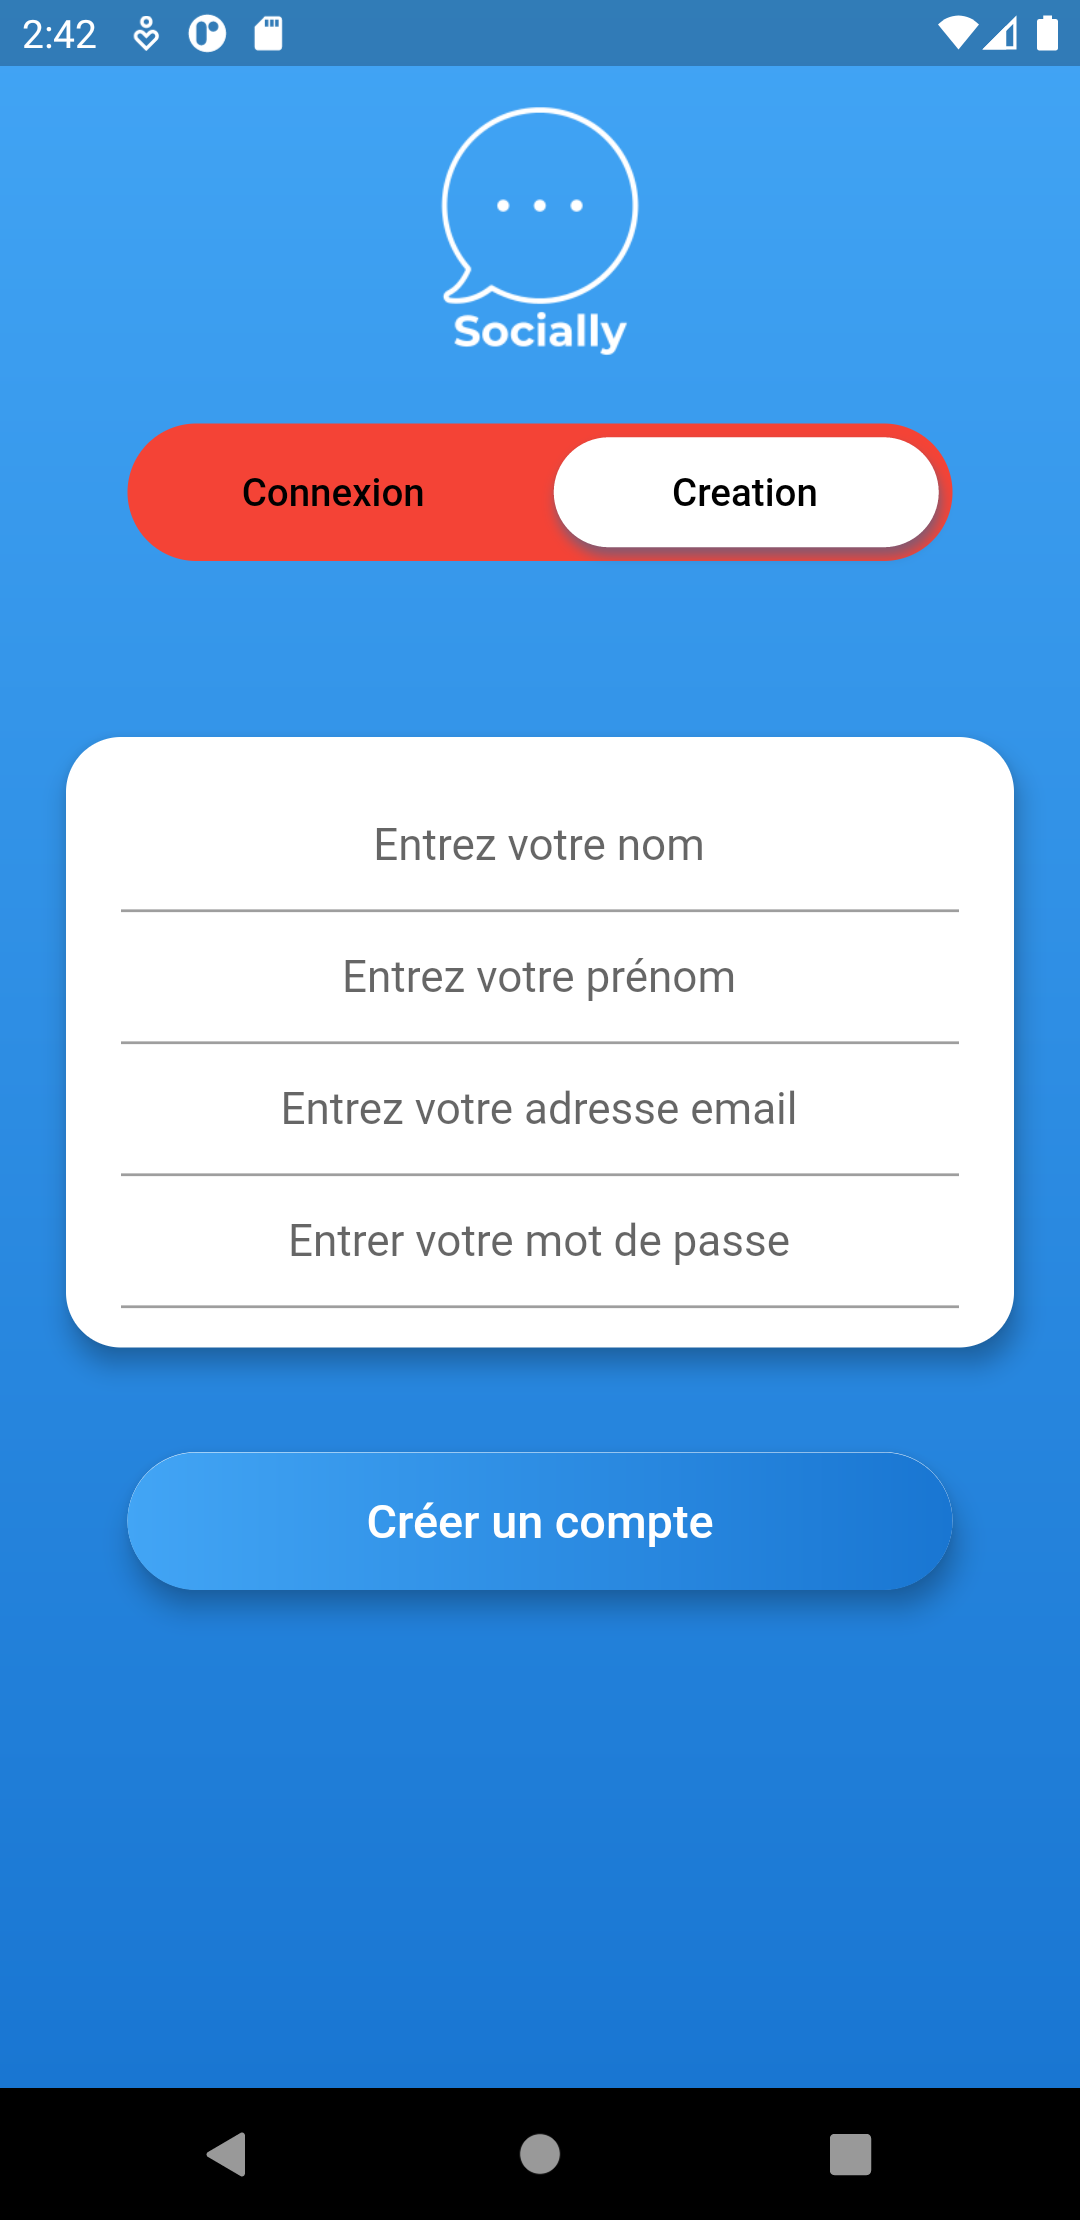 2:42
Socially
Connexion
Creation
Entrez votre nom
Entrez votre prénom
Entrez votre adresse email
Entrer votre mot de passe
Créer un compte